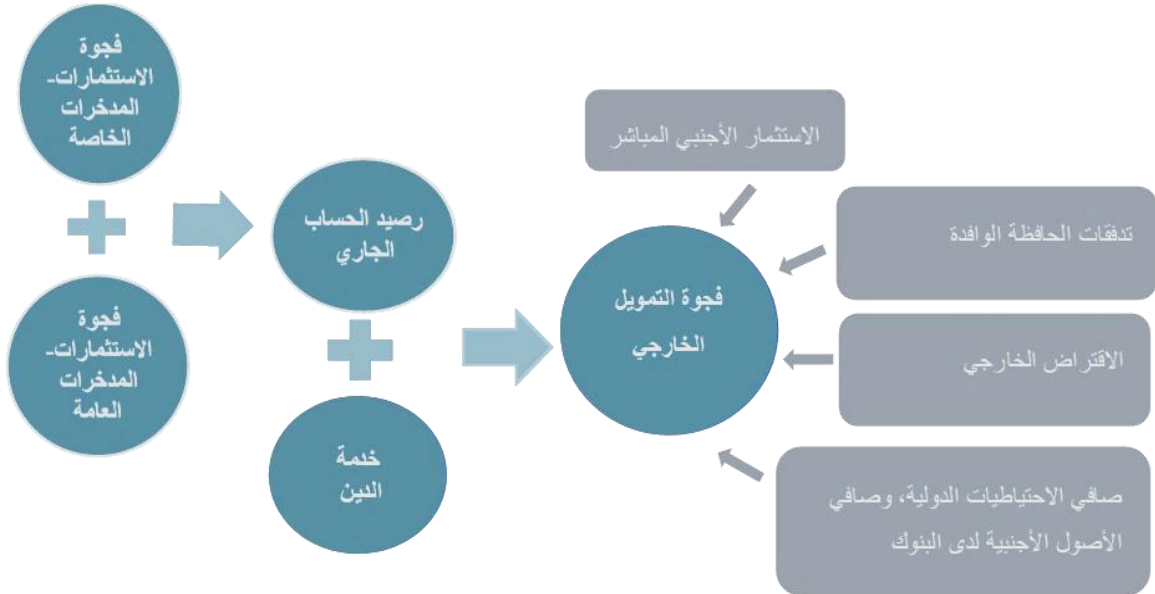 فجوة
الاستثمارات-
المدخرات
الخاصة
فجوة
الاستثمارات-
المدخرات
العامة
رصيد الحساب
الجاري
خدمة
الدين
فجوة التمويل
الخارجي
الاستثمار الأجنبي المباشر
تدفقات الحافظة الوافدة
الاقتراض الخارجي
صافي الاحتياطيات الدولية، وصافي
الأصول الأجنبية لدى البنوك